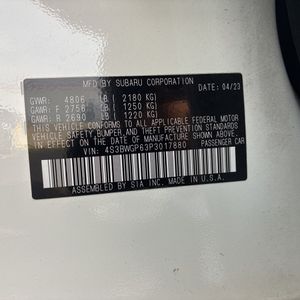 MFD BY SUBARU CORPORATION DATE: 04/23
GVWR: 4806 LB (2180 KG)
GAWR: F 2756 LB (1250 KG)
GAWR: R 2690 LB (1220 KG)
THIS VEHICLE CONFORMS TO ALL APPLICABLE FEDERAL MOTOR
VEHICLE SAFETY, BUMPER, AND THEFT PREVENTION STANDARDS
IN EFFECT ON THE DATE OF MANUFACTURE SHOWN ABOVE.
VIN: 4S3BWGP63P3017880
PASSENGER CAR
ASSEMBLED BY SIA INC. MADE IN U.S.A.